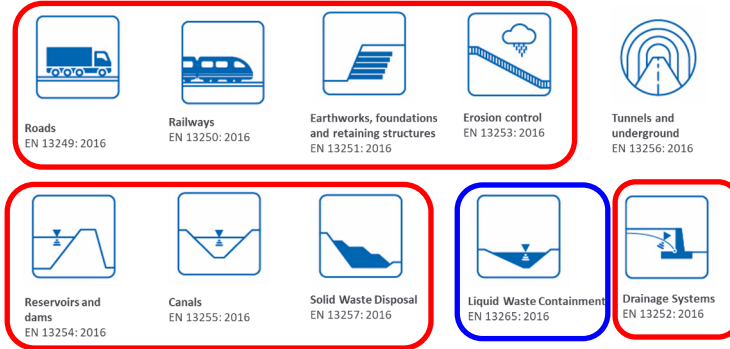 Roads
EN 13249: 2016
Railways
EN 13250: 2016
Earthworks, foundations
and retaining structures
EN 13251: 2016
Erosion control
EN 13253: 2016
Tunnels and
underground
EN 13256: 2016
Reservoirs and
dams
EN 13254: 2016
Canals
EN 13255: 2016
Solid Waste Disposal
EN 13257: 2016
Liquid Waste Containment
EN 13265: 2016
Drainage Systems
EN 13252: 2016